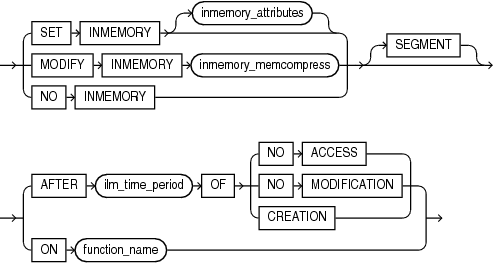 inmemory_attributes
SET INMEMORY
SEGMENT
MODIFY INMEMORY inmemory_memcompress
NO INMEMORY
NO ACCESS
AFTER ilm_time_period OF NO MODIFICATION
CREATION
ON function_name